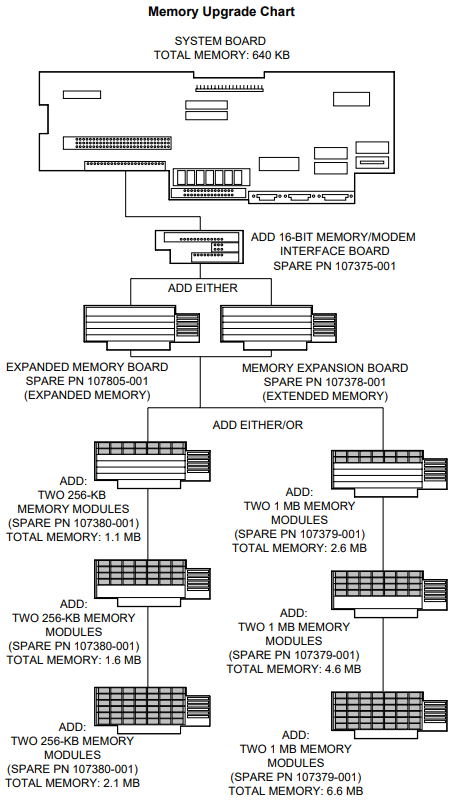 Memory Upgrade Chart
SYSTEM BOARD
TOTAL MEMORY: 640 KB
ADD 16-BIT MEMORY/MODEM
INTERFACE BOARD
SPARE PN 107375-001
ADD EITHER
EXPANDED MEMORY BOARD
SPARE PN 107805-001
(EXPANDED MEMORY)
MEMORY EXPANSION BOARD
SPARE PN 107378-001
(EXTENDED MEMORY)
ADD EITHER/OR
ADD:
TWO 256-KB
MEMORY MODULES
(SPARE PN 107380-001)
TOTAL MEMORY: 1.1 MB
ADD:
TWO 1 MB MEMORY
MODULES
(SPARE PN 107379-001)
TOTAL MEMORY: 2.6 MB
ADD:
TWO 256-KB MEMORY
MODULES
(SPARE PN 107380-001)
TOTAL MEMORY: 1.6 MB
ADD:
TWO 1 MB MEMORY
MODULES
(SPARE PN 107379-001)
TOTAL MEMORY: 4.6 MB
ADD:
TWO 256-KB MEMORY
MODULES
(SPARE PN 107380-001)
TOTAL MEMORY: 2.1 MB
ADD:
TWO 1 MB MEMORY
MODULES
(SPARE PN 107379-001)
TOTAL MEMORY: 6.6 MB